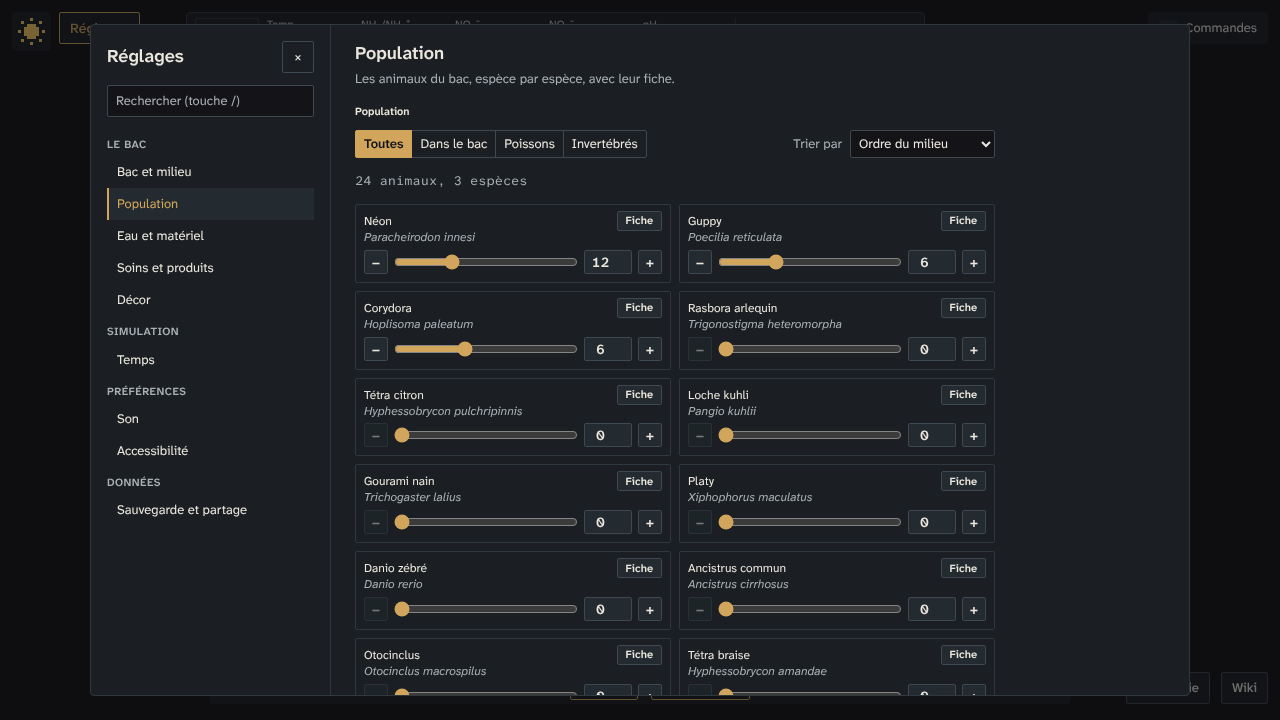 Temp NH₃/NH₄⁺ NO₂⁻ NO₃⁻ pH
Commandes
Réglages
×
Rechercher (touche /)
LE BAC
Bac et milieu
Population
Eau et matériel
Soins et produits
Décor
SIMULATION
Temps
PRÉFÉRENCES
Son
Accessibilité
DONNÉES
Sauvegarde et partage
Population
Les animaux du bac, espèce par espèce, avec leur fiche.
Population
Toutes Dans le bac Poissons Invertébrés Trier par Ordre du milieu
24 animaux, 3 espèces
Néon Fiche
Paracheirodon innesi
− 12 +
Guppy Fiche
Poecilia reticulata
− 6 +
Corydora Fiche
Hoplisoma paleatum
− 6 +
Rasbora arlequin Fiche
Trigonostigma heteromorpha
− 0 +
Tétra citron Fiche
Hyphessobrycon pulchripinnis
− 0 +
Loche kuhli Fiche
Pangio kuhlii
− 0 +
Gourami nain Fiche
Trichogaster lalius
− 0 +
Platy Fiche
Xiphophorus maculatus
− 0 +
Danio zébré Fiche
Danio rerio
− 0 +
Ancistrus commun Fiche
Ancistrus cirrhosus
− 0 +
Otocinclus Fiche
Otocinclus macrospilus
Tétra braise Fiche
Hyphessobrycon amandae
Wiki